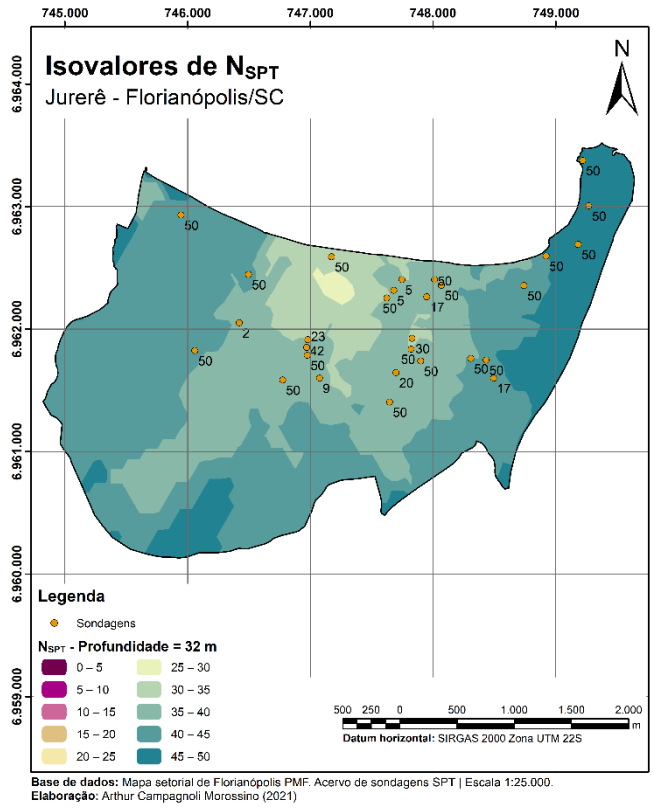 745.000 746.000 747.000 748.000 749.000
Isovalores de NSPT
Jurerê - Florianópolis/SC
N
6.964.000
6.963.000
6.962.000
6.961.000
6.960.000
6.959.000
50
50
50
50
50
50
50
50
5
50
50
50
5
17
2
23
42
30
50
50
50
50
50
50
50
9
20
17
50
Legenda
Sondagens
NSPT - Profundidade = 32 m
0 – 5 25 – 30
5 – 10 30 – 35
10 – 15 35 – 40
15 – 20 40 – 45
20 – 25 45 – 50
500 250 0 500 1.000 1.500 2.000
m
Datum horizontal: SIRGAS 2000 Zona UTM 22S
Base de dados: Mapa setorial de Florianópolis PMF. Acervo de sondagens SPT | Escala 1:25.000.
Elaboração: Arthur Campagnoli Morossino (2021)